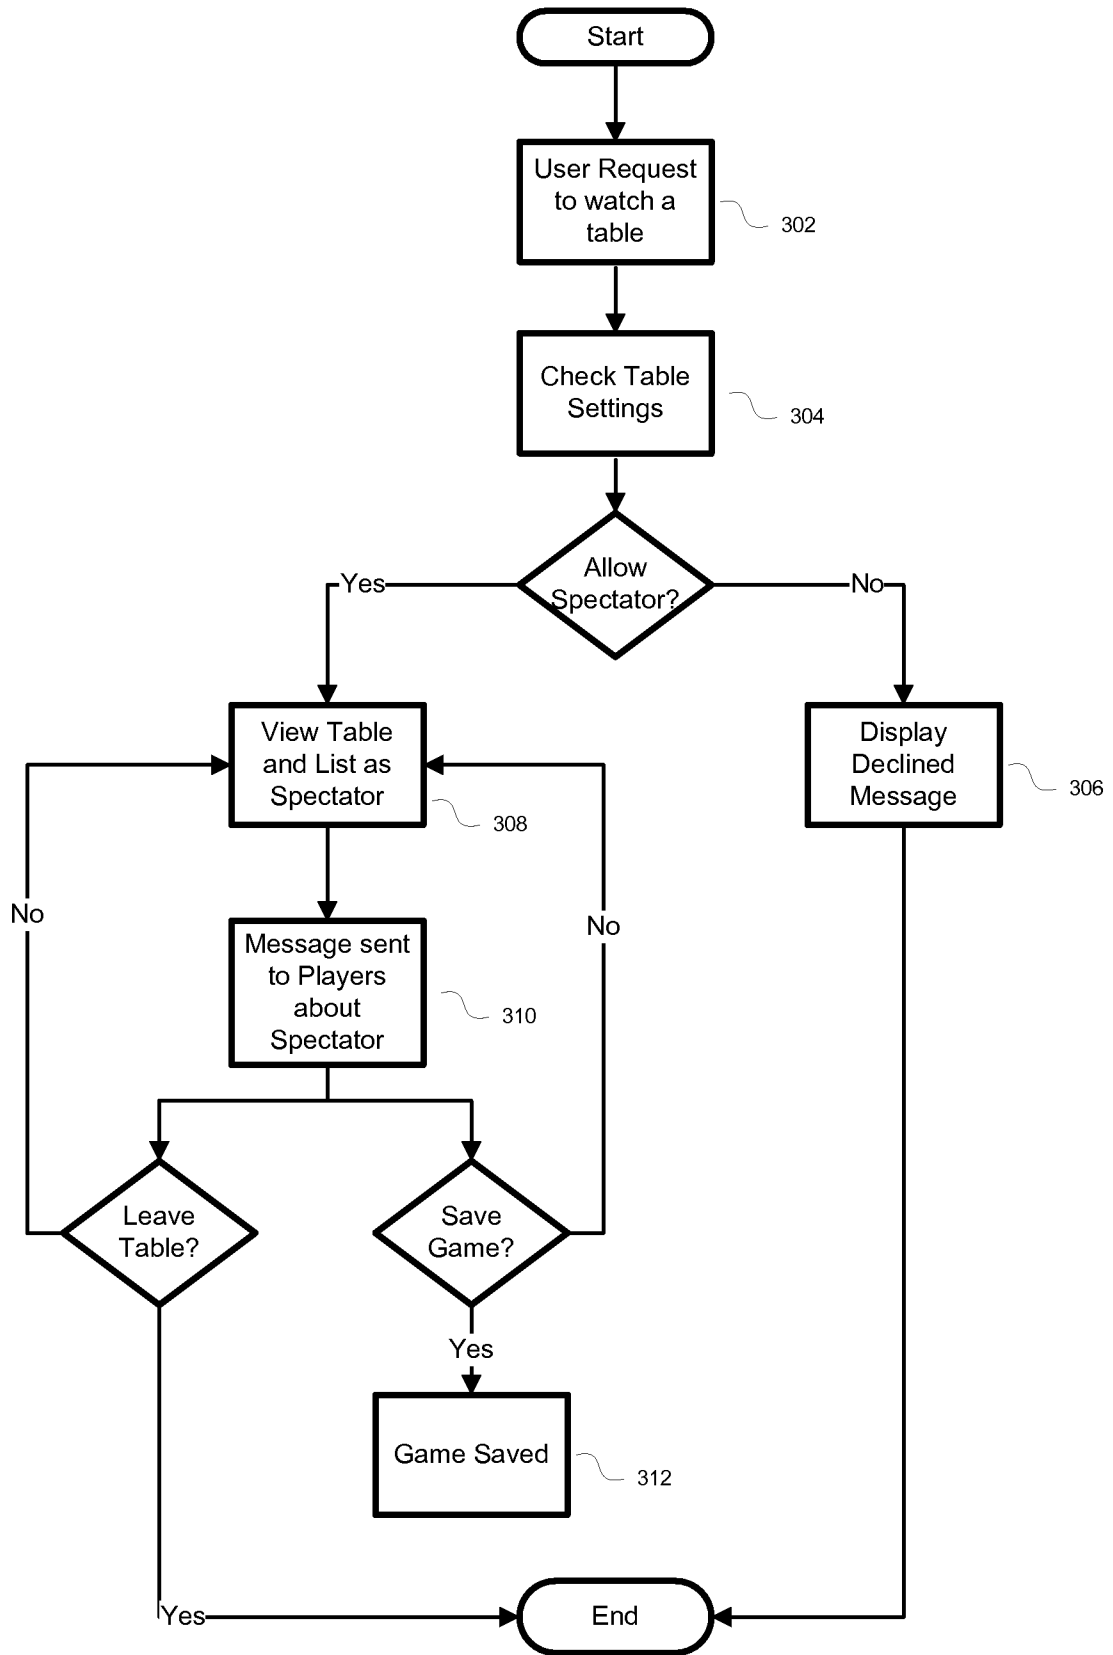 Start
User Request
to watch a
table
302
Check Table
Settings
304
Allow
Spectator?
Yes
No
View Table
and List as
Spectator
308
Display
Declined
Message
306
No
No
Message sent
to Players
about
Spectator
310
Leave
Table?
Save
Game?
Yes
Game Saved
312
Yes
End